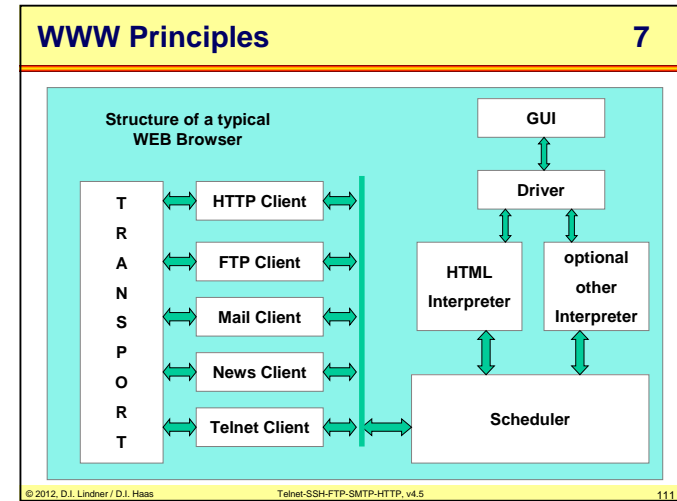 WWW Principles 7
Structure of a typical
WEB Browser
T
R
A
N
S
P
O
R
T
HTTP Client
FTP Client
Mail Client
News Client
Telnet Client
GUI
Driver
HTML
Interpreter
optional
other
Interpreter
Scheduler
© 2012, D.I. Lindner / D.I. Haas
Telnet-SSH-FTP-SMTP-HTTP, v4.5
111